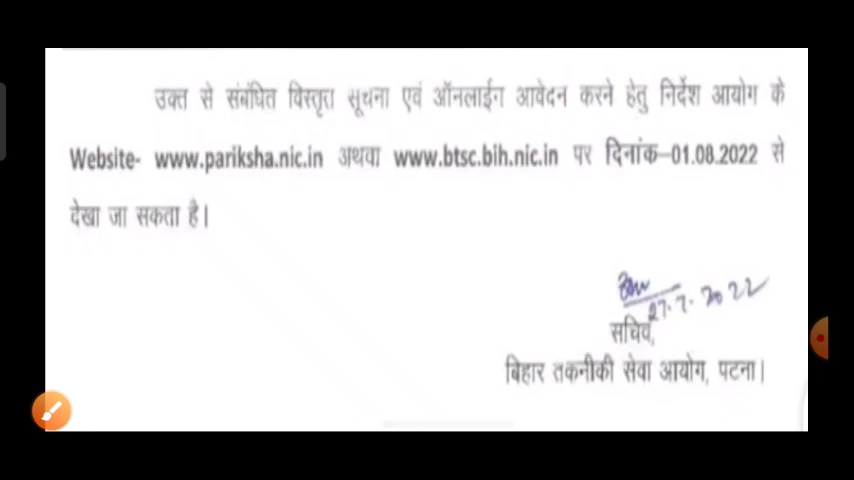 उक्त से संबंधित विस्तृत सूचना एवं ऑनलाईन आवेदन करने हेतु निर्देश आयोग के
Website- www.pariksha.nic.in अथवा www.btsc.bih.nic.in पर दिनांक–01.08.2022 से
देखा जा सकता है।
27.7.2022
सचिव,
बिहार तकनीकी सेवा आयोग, पटना।